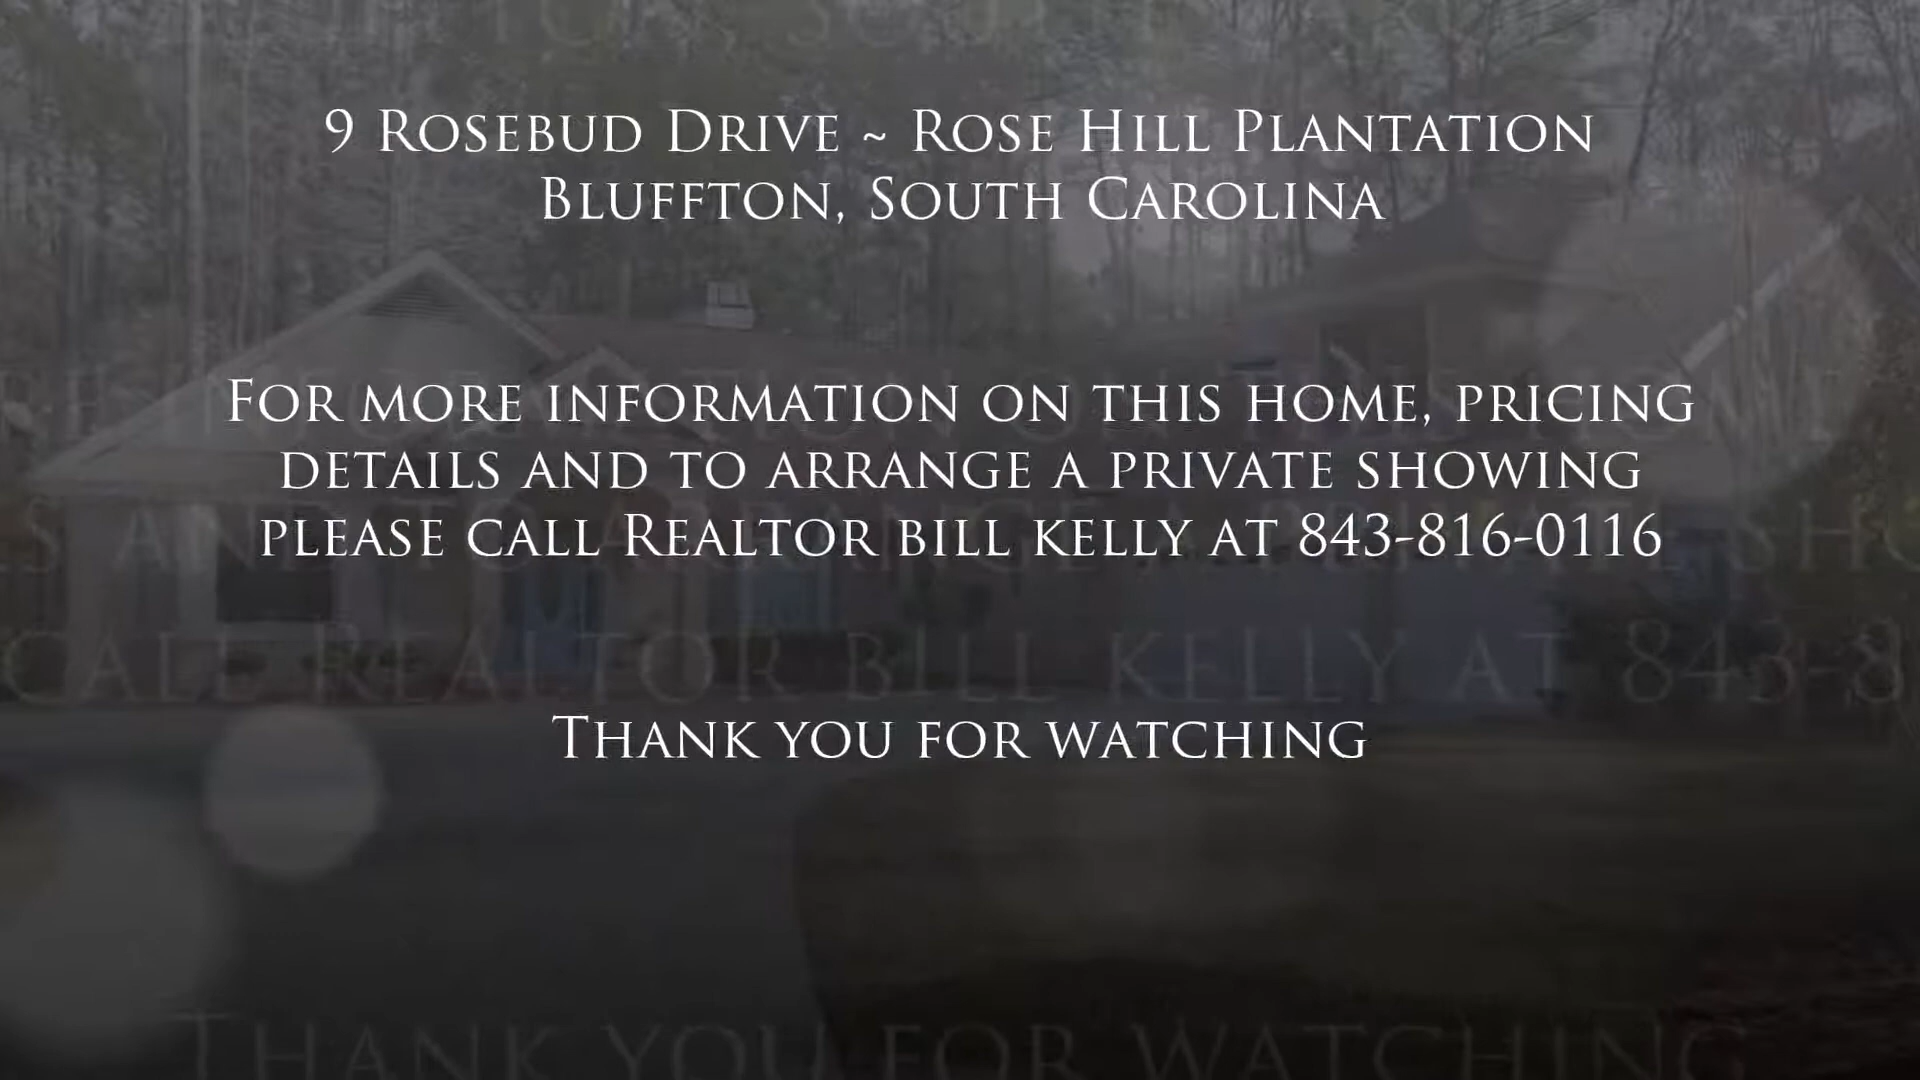 9 Rosebud Drive ~ Rose Hill Plantation
Bluffton, South Carolina
For more information on this home, pricing
details and to arrange a private showing
please call Realtor bill kelly at 843-816-0116
Thank you for watching